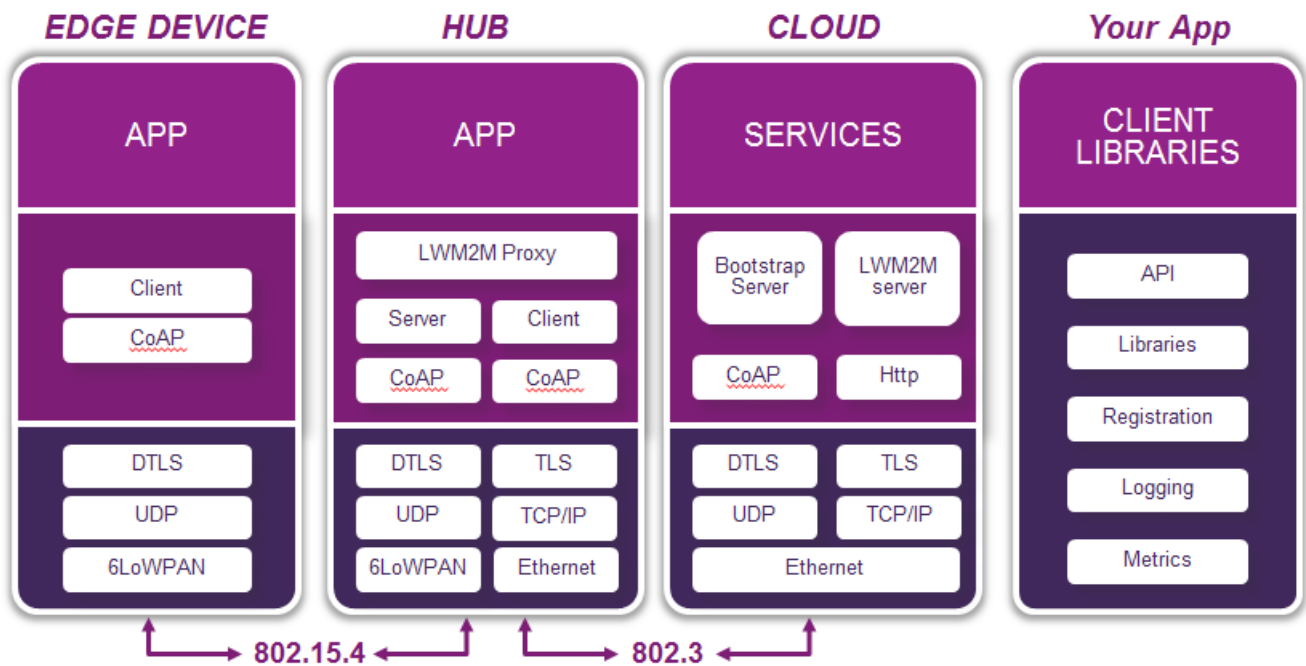 EDGE DEVICE
HUB
CLOUD
Your App
APP
APP
SERVICES
CLIENT
LIBRARIES
Client
CoAP
LWM2M Proxy
Server
Client
CoAP
CoAP
Bootstrap
Server
LWM2M
server
CoAP
Http
API
Libraries
Registration
Logging
Metrics
DTLS
UDP
6LoWPAN
DTLS
TLS
UDP
TCP/IP
6LoWPAN
Ethernet
DTLS
TLS
UDP
TCP/IP
Ethernet
802.15.4
802.3